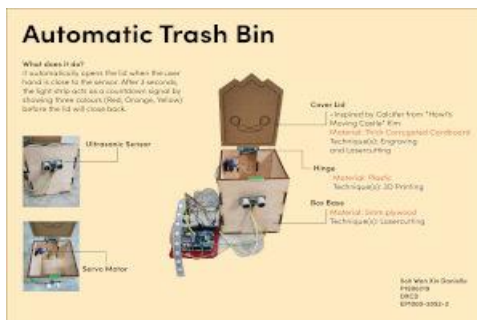 Automatic Trash Bin
What does it do?
It automatically opens the lid when the user
hand is close to the sensor. After 3 seconds,
the light strip acts as a countdown signal by
showing three colours (Red, Orange, Yellow)
before the lid will close back.
Ultrasonic Sensor
Servo Motor
Cover Lid
Inspired by Calcifer from "Howl's
Moving Castle" film
Material: Thick Corrugated Cardboard
Technique(s): Engraving
and Lasercutting
Hinge
Material: Plastic
Technique(s): 3D Printing
Box Base
Material: 3mm plywood
Technique(s): Lasercutting